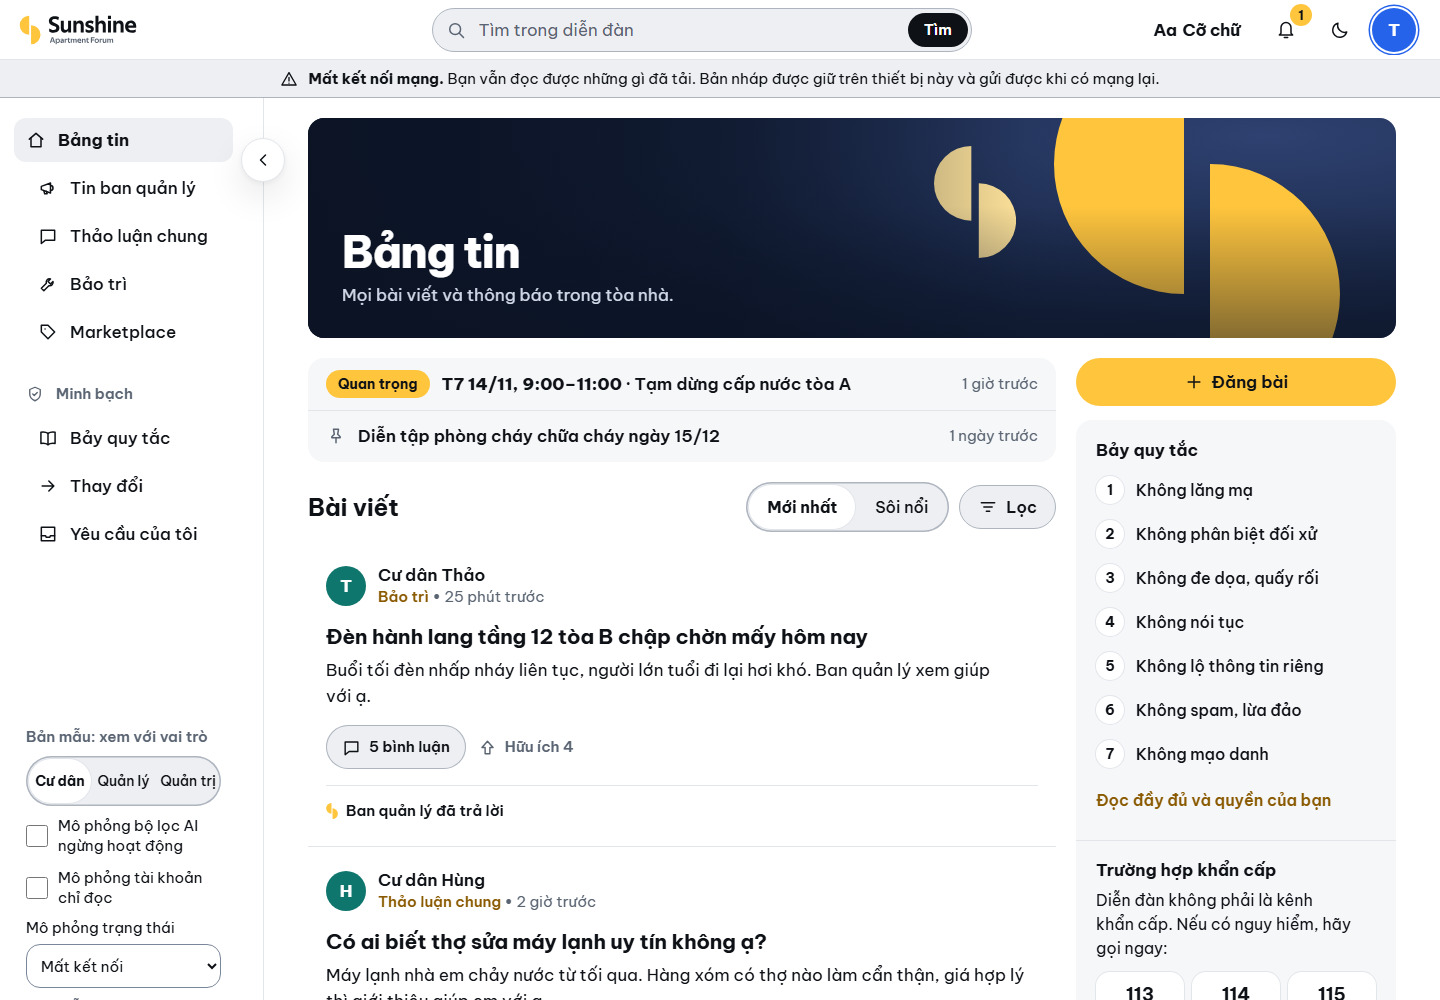 Sunshine
Apartment Forum
Tìm trong diễn đàn
Tìm
Aa Cỡ chữ
1
T
Mất kết nối mạng. Bạn vẫn đọc được những gì đã tải. Bản nháp được giữ trên thiết bị này và gửi được khi có mạng lại.
Bảng tin
Tin ban quản lý
Thảo luận chung
Bảo trì
Marketplace
Minh bạch
Bảy quy tắc
Thay đổi
Yêu cầu của tôi
Bản mẫu: xem với vai trò
Cư dân
Quản lý
Quản trị
Mô phỏng bộ lọc AI
ngừng hoạt động
Mô phỏng tài khoản
chỉ đọc
Mô phỏng trạng thái
Mất kết nối
Bảng tin
Mọi bài viết và thông báo trong tòa nhà.
Quan trọng
T7 14/11, 9:00–11:00 · Tạm dừng cấp nước tòa A
1 giờ trước
Diễn tập phòng cháy chữa cháy ngày 15/12
1 ngày trước
Bài viết
Mới nhất
Sôi nổi
Lọc
T
Cư dân Thảo
Bảo trì • 25 phút trước
Đèn hành lang tầng 12 tòa B chập chờn mấy hôm nay
Buổi tối đèn nhấp nháy liên tục, người lớn tuổi đi lại hơi khó. Ban quản lý xem giúp
với ạ.
5 bình luận
Hữu ích 4
Ban quản lý đã trả lời
H
Cư dân Hùng
Thảo luận chung • 2 giờ trước
Có ai biết thợ sửa máy lạnh uy tín không ạ?
Máy lạnh nhà em chảy nước từ tối qua. Hàng xóm có thợ nào làm cẩn thận, giá hợp lý
thì giới thiệu giúp em với ạ.
Đăng bài
Bảy quy tắc
1 Không lăng mạ
2 Không phân biệt đối xử
3 Không đe dọa, quấy rối
4 Không nói tục
5 Không lộ thông tin riêng
6 Không spam, lừa đảo
7 Không mạo danh
Đọc đầy đủ và quyền của bạn
Trường hợp khẩn cấp
Diễn đàn không phải là kênh
khẩn cấp. Nếu có nguy hiểm, hãy
gọi ngay:
113
114
115